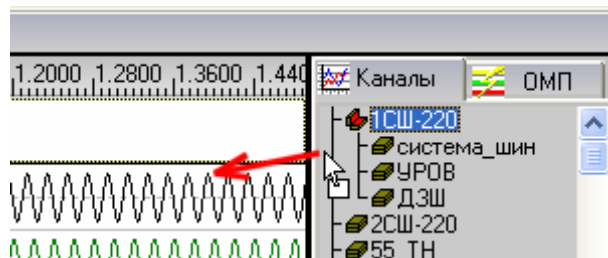 1.2000 1.2800 1.3600 1.440
Каналы ОМП
1СШ-220
система_шин
УРОВ
ДЗШ
2СШ-220
55_ТН